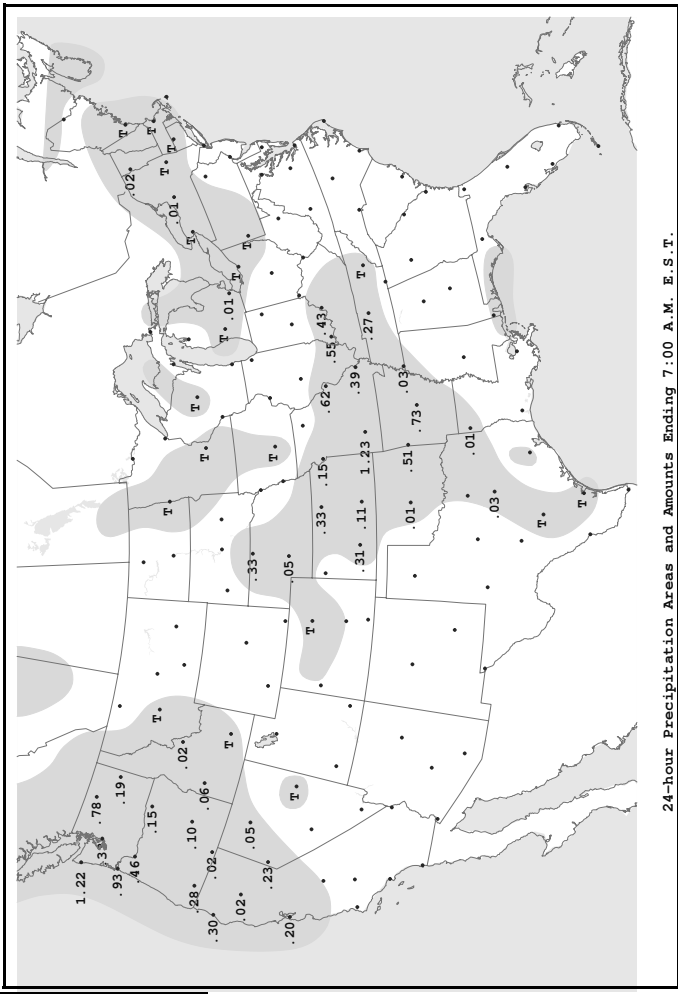 1.22
.78
.33
.93
.19
T
.02
.46
T
.15
T
T
T
T
.01
.02
T
.10
.28
T
.06
T
.02
.30
T
.01
T
T
.02
T
.05
.33
.23
T
.05
.20
T
T
.33
.15
.43
.62
.55
.39
.31
.11
T
1.23
.27
.03
.51
.01
.73
.01
.03
T
T
24-hour Precipitation Areas and Amounts Ending 7:00 A.M. E.S.T.